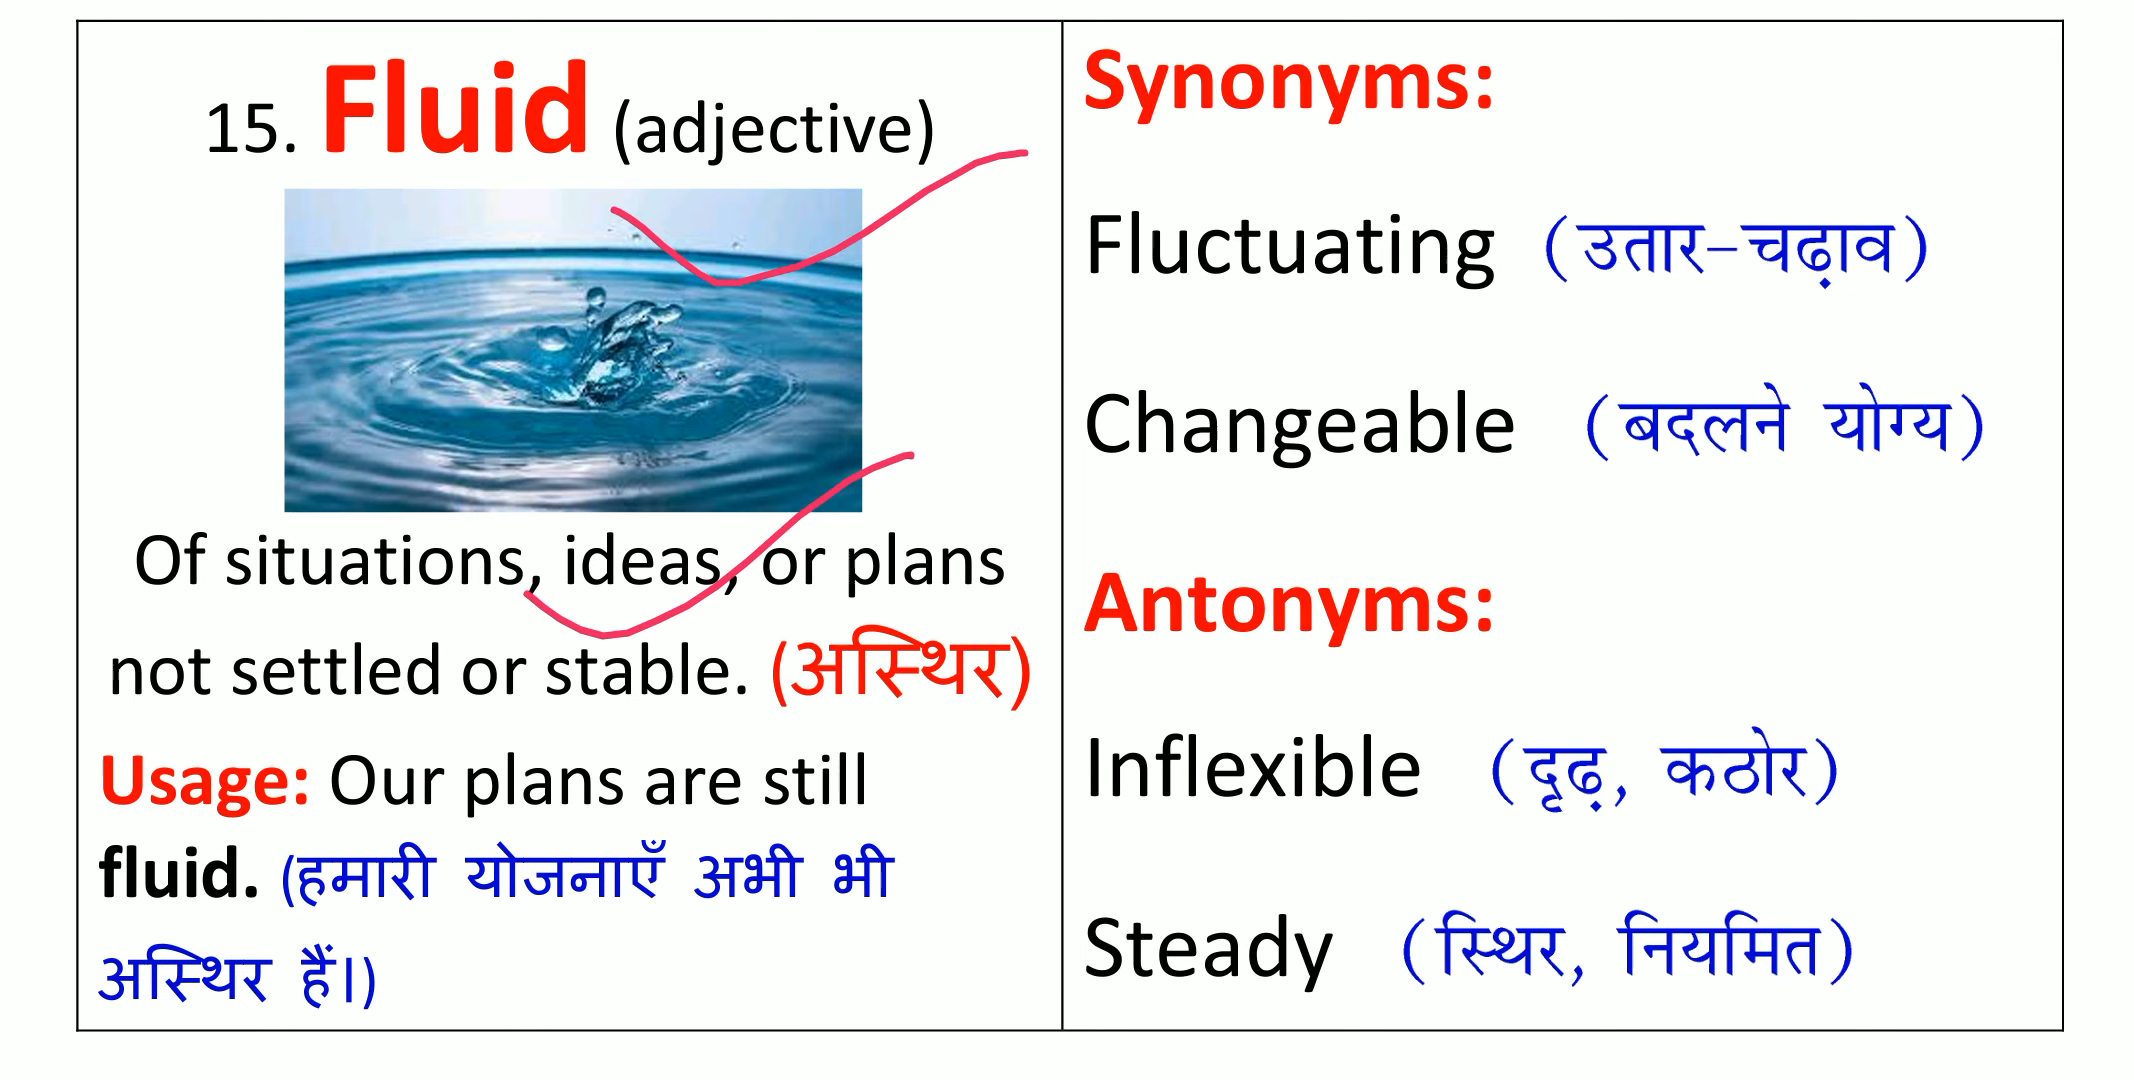 15. Fluid (adjective)
Of situations, ideas, or plans
not settled or stable. (अस्थिर)
Usage: Our plans are still
fluid. (हमारी योजनाएँ अभी भी
अस्थिर हैं।)
Synonyms:
Fluctuating (उतार-चढ़ाव)
Changeable (बदलने योग्य)
Antonyms:
Inflexible (दृढ़, कठोर)
Steady (स्थिर, नियमित)